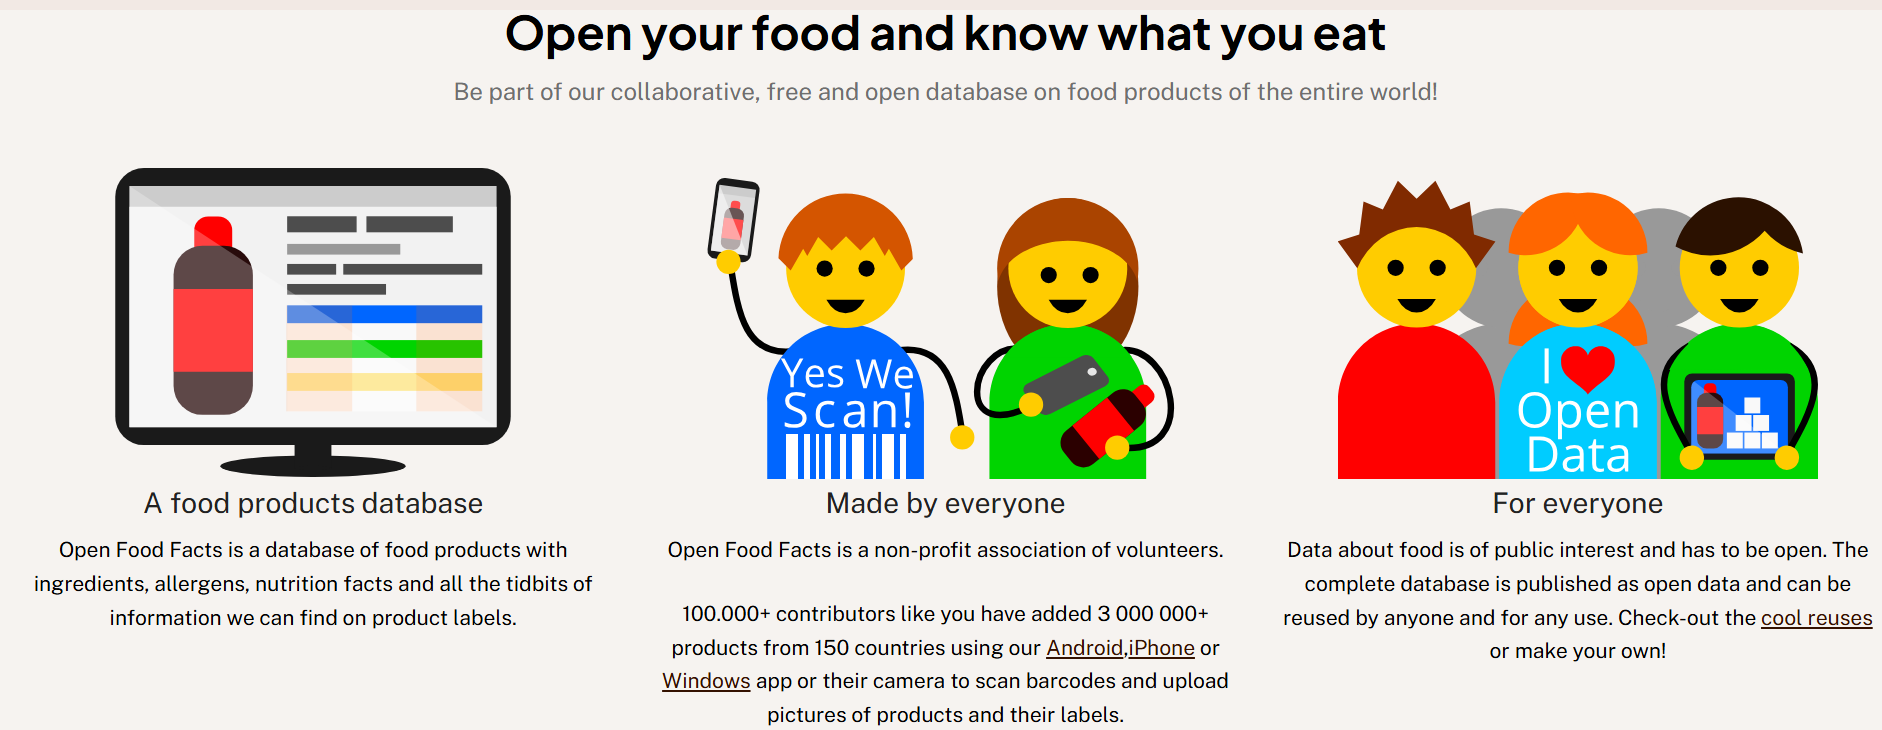 Open your food and know what you eat
Be part of our collaborative, free and open database on food products of the entire world!
A food products database
Open Food Facts is a database of food products with
ingredients, allergens, nutrition facts and all the tidbits of
information we can find on product labels.
Yes We
Scan!
Made by everyone
Open Food Facts is a non-profit association of volunteers.
100.000+ contributors like you have added 3 000 000+
products from 150 countries using our Android,iPhone or
Windows app or their camera to scan barcodes and upload
pictures of products and their labels.
I ♥
Open
Data
For everyone
Data about food is of public interest and has to be open. The
complete database is published as open data and can be
reused by anyone and for any use. Check-out the cool reuses
or make your own!